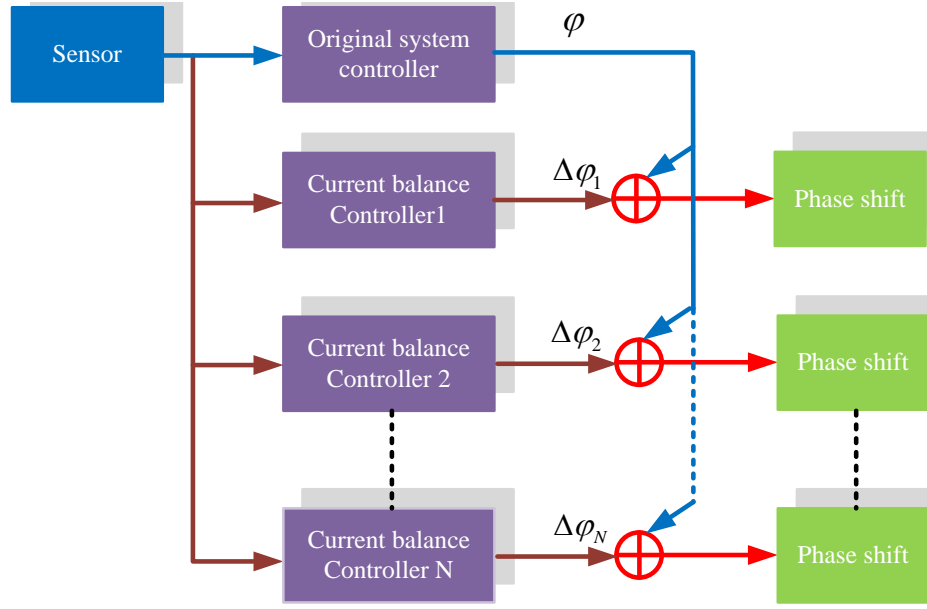 Sensor
Original system
controller
φ
Current balance
Controller1
Δφ₁
Phase shift
Current balance
Controller 2
Δφ₂
Phase shift
Current balance
Controller N
Δφ_N
Phase shift